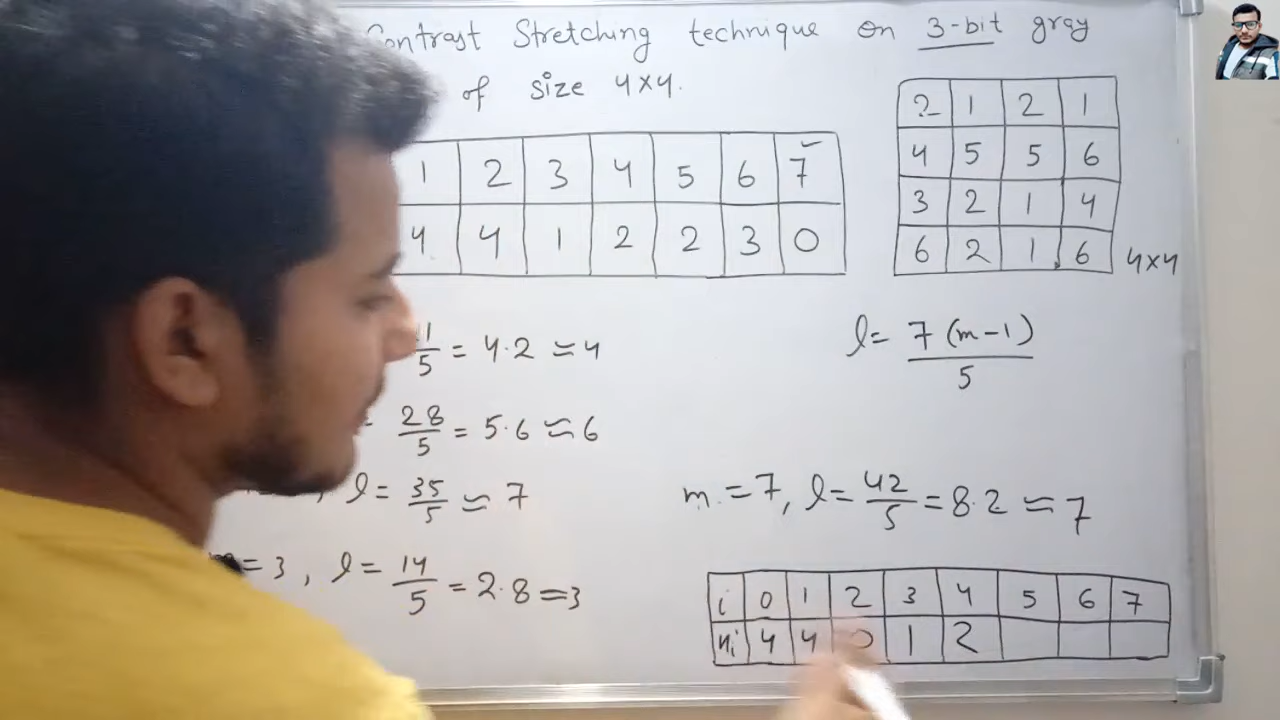 Contrast Stretching technique on 3-bit gray
of size 4x4.
1 2 3 4 5 6 7
4 4 1 2 2 3 0
2 1 2 1
4 5 5 6
3 2 1 4
6 2 1 6
4x4
l = 7(m-1)/5
/5 = 4.2 ≃ 4
28/5 = 5.6 ≃ 6
, l = 35/5 ≃ 7
m = 7, l = 42/5 = 8.2 ≃ 7
= 3, l = 14/5 = 2.8 = 3
i 0 1 2 3 4 5 6 7
ni 4 4 0 1 2